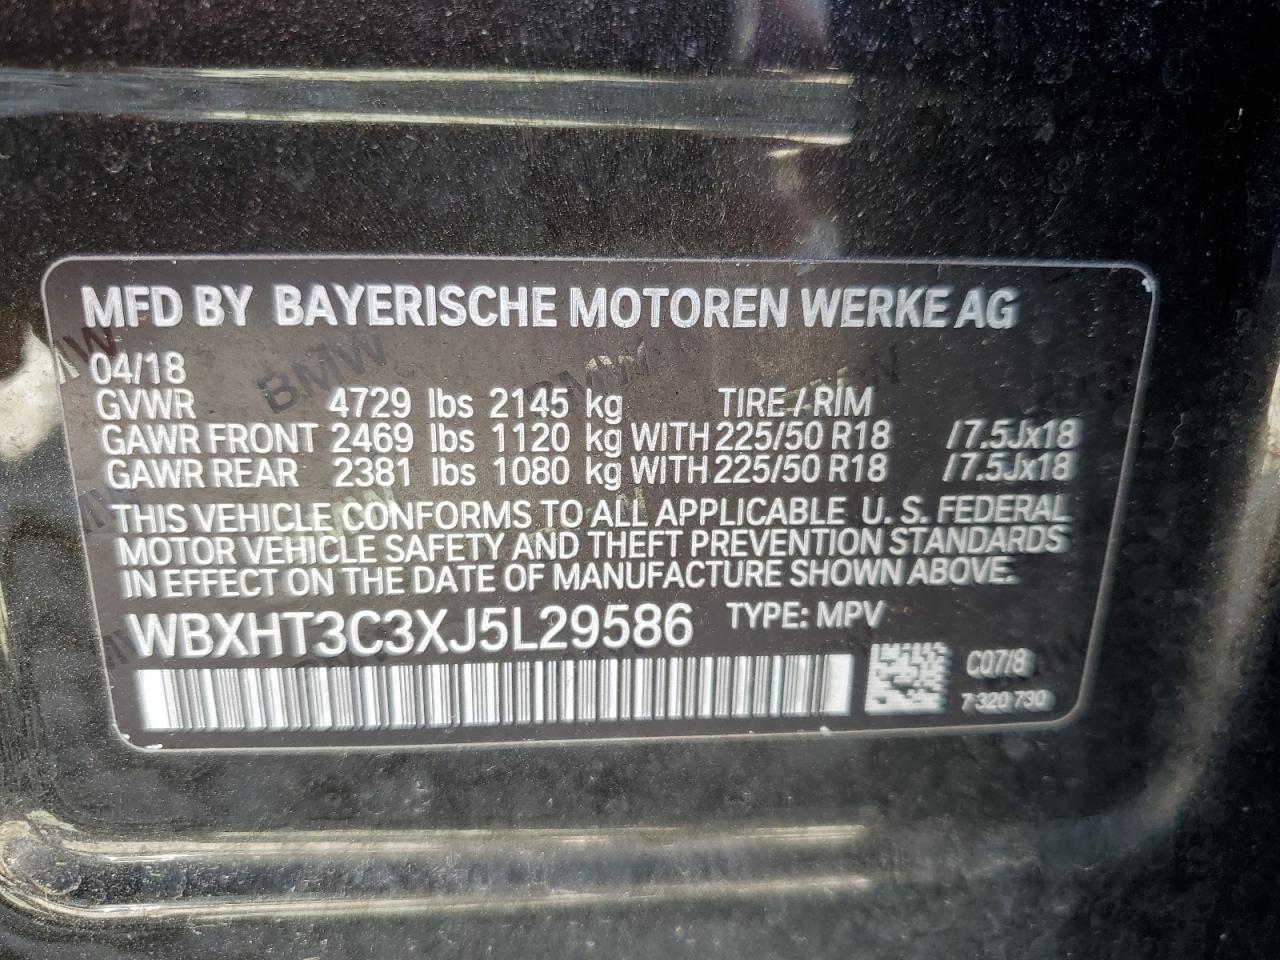 MFD BY BAYERISCHE MOTOREN WERKE AG
04/18
GVWR 4729 lbs 2145 kg TIRE / RIM
GAWR FRONT 2469 lbs 1120 kg WITH 225/50 R18 /7.5Jx18
GAWR REAR 2381 lbs 1080 kg WITH 225/50 R18 /7.5Jx18
THIS VEHICLE CONFORMS TO ALL APPLICABLE U. S. FEDERAL
MOTOR VEHICLE SAFETY AND THEFT PREVENTION STANDARDS
IN EFFECT ON THE DATE OF MANUFACTURE SHOWN ABOVE.
WBXHT3C3XJ5L29586 TYPE: MPV
C07/8
7 320 730
BMW
BMW